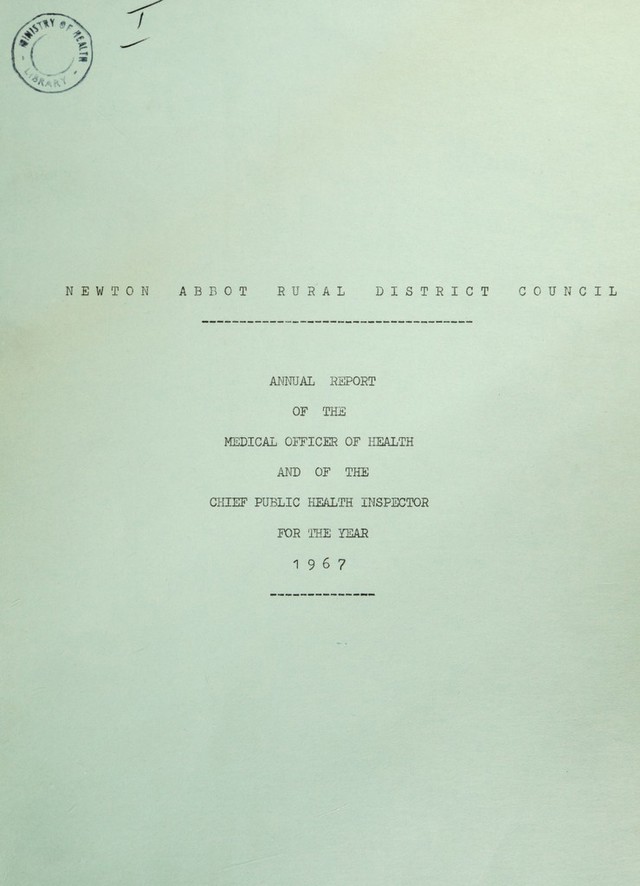 MINISTRY OF HEALTH
LIBRARY
I
NEWTON ABBOT RURAL DISTRICT COUNCIL
ANNUAL REPORT
OF THE
MEDICAL OFFICER OF HEALTH
AND OF THE
CHIEF PUBLIC HEALTH INSPECTOR
FOR THE YEAR
1967